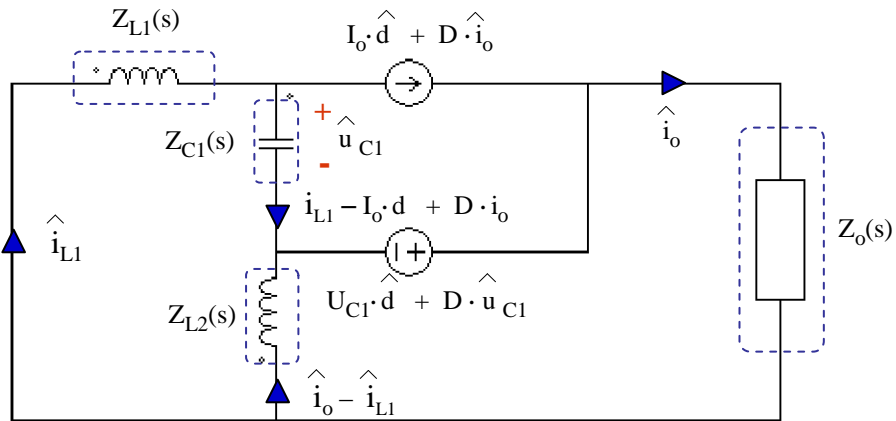 Z_L1(s)
I_o·d̂ + D·î_o
Z_C1(s)
+
û_C1
-
î_o
i_L1 – I_o·d + D·i_o
î_L1
Z_o(s)
Z_L2(s)
U_C1·d̂ + D·û_C1
î_o – î_L1